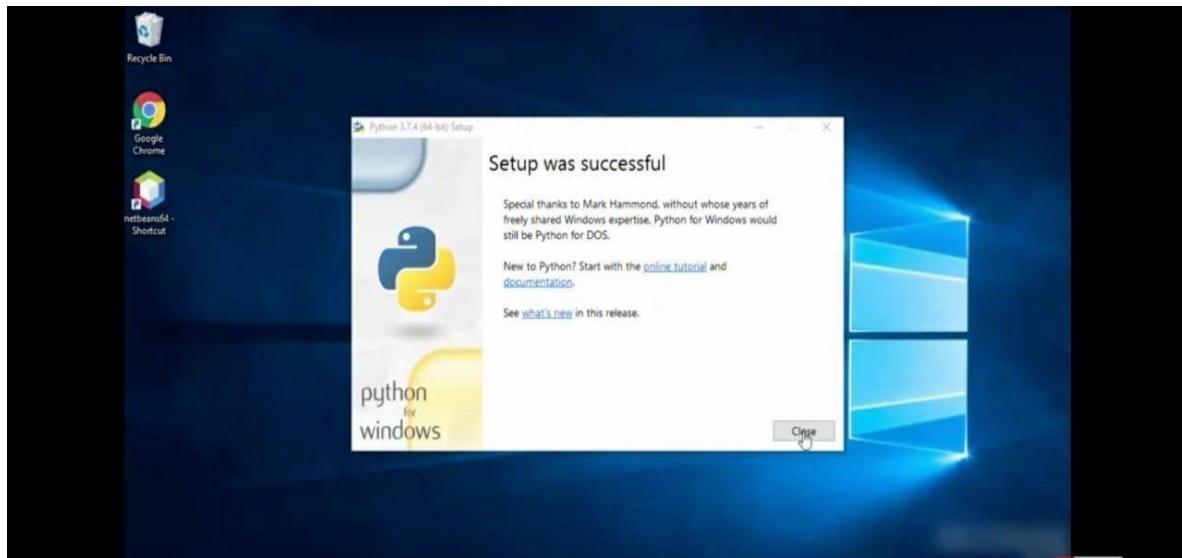 Recycle Bin
Google
Chrome
netbeans64 -
Shortcut
Python 3.7.4 (64-bit) Setup
Setup was successful
Special thanks to Mark Hammond, without whose years of
freely shared Windows expertise, Python for Windows would
still be Python for DOS.
New to Python? Start with the online tutorial and
documentation.
See what's new in this release.
python
for
windows
Close